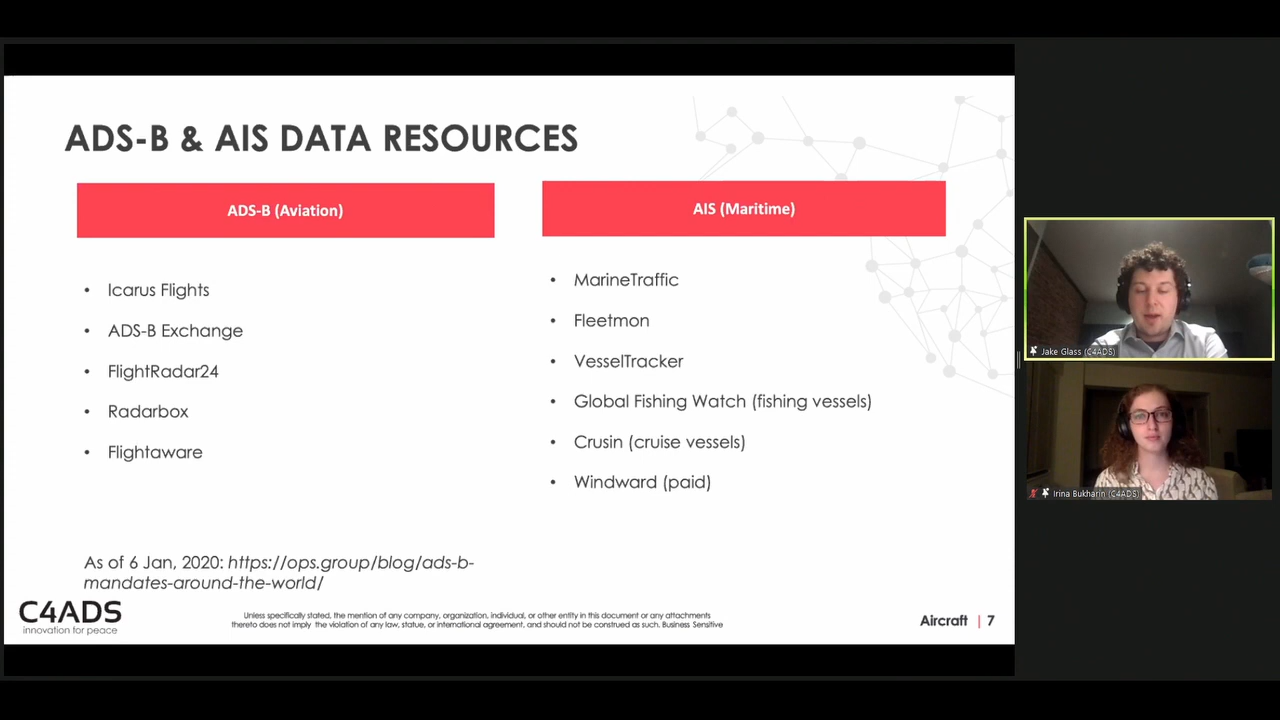 ADS-B & AIS DATA RESOURCES
ADS-B (Aviation)
• Icarus Flights
• ADS-B Exchange
• FlightRadar24
• Radarbox
• Flightaware
AIS (Maritime)
• MarineTraffic
• Fleetmon
• VesselTracker
• Global Fishing Watch (fishing vessels)
• Crusin (cruise vessels)
• Windward (paid)
As of 6 Jan, 2020: https://ops.group/blog/ads-b-
mandates-around-the-world/
C4ADS
innovation for peace
Unless specifically stated, the mention of any company, organization, individual, or other entity in this document or any attachments
thereto does not imply the violation of any law, statue, or international agreement, and should not be construed as such. Business Sensitive
Aircraft | 7
Jake Glass (C4ADS)
Irina Bukharin (C4ADS)